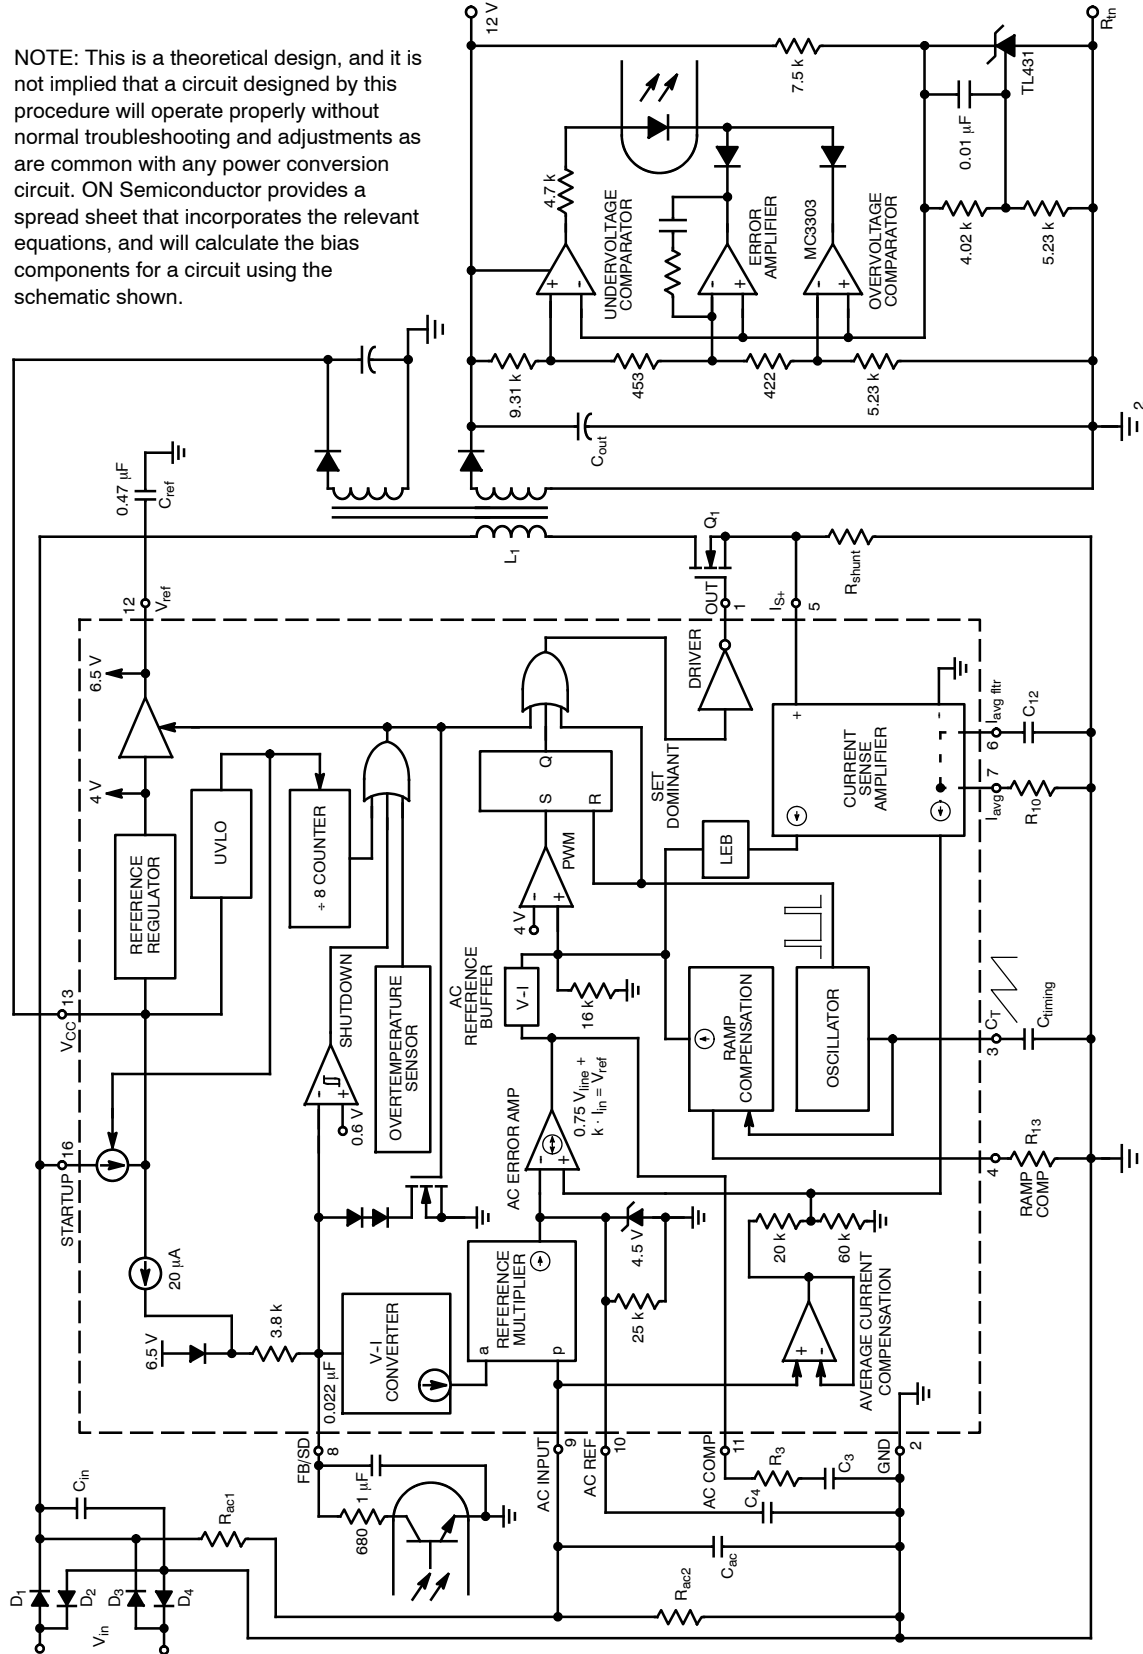 NOTE: This is a theoretical design, and it is
not implied that a circuit designed by this
procedure will operate properly without
normal troubleshooting and adjustments as
are common with any power conversion
circuit. ON Semiconductor provides a
spread sheet that incorporates the relevant
equations, and will calculate the bias
components for a circuit using the
schematic shown.
12 V
Rtn
7.5 k
TL431
0.01 µF
4.02 k
5.23 k
4.7 k
UNDERVOLTAGE
COMPARATOR
+
-
ERROR
AMPLIFIER
-
+
MC3303
OVERVOLTAGE
COMPARATOR
-
+
9.31 k
453
422
5.23 k
Cout
2
0.47 µF
Cref
12
Vref
L1
Q1
OUT
1
IS+
5
Rshunt
6.5 V
4 V
REFERENCE
REGULATOR
UVLO
÷ 8 COUNTER
DRIVER
SET
DOMINANT
Q
S
R
PWM
-
+
4 V
LEB
CURRENT
SENSE
AMPLIFIER
+
-
Iavg fltr
6
C12
Iavg
7
R10
VCC
13
SHUTDOWN
-
+
0.6 V
OVERTEMPERATURE
SENSOR
AC
REFERENCE
BUFFER
V-I
16 k
RAMP
COMPENSATION
OSCILLATOR
3
CT
Ctiming
STARTUP
16
AC ERROR AMP
-
+
0.75 Vline +
k · Iin = Vref
4
RAMP
COMP
R13
20 µA
6.5 V
3.8 k
0.022 µF
V-I
CONVERTER
REFERENCE
MULTIPLIER
a
p
4.5 V
25 k
20 k
60 k
+
-
AVERAGE CURRENT
COMPENSATION
FB/SD
8
AC INPUT
9
AC REF
10
AC COMP
11
GND
2
Cin
Rac1
680
1 µF
R3
C3
C4
Cac
Rac2
D1
D2
D3
D4
Vin